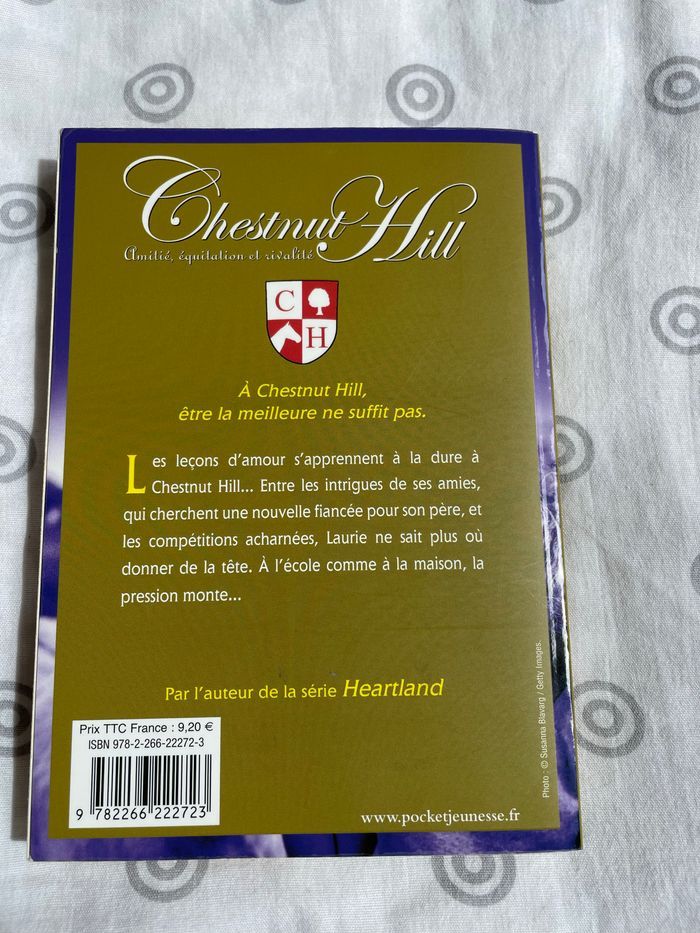 Chestnut Hill
Amitié, équitation et rivalité
C
H
À Chestnut Hill,
être la meilleure ne suffit pas.
Les leçons d'amour s'apprennent à la dure à
Chestnut Hill... Entre les intrigues de ses amies,
qui cherchent une nouvelle fiancée pour son père, et
les compétitions acharnées, Laurie ne sait plus où
donner de la tête. À l'école comme à la maison, la
pression monte...
Par l'auteur de la série Heartland
Prix TTC France : 9,20 €
ISBN 978-2-266-22272-3
9 782266 222723
www.pocketjeunesse.fr
Photo : © Susanna Blavarg / Getty Images.